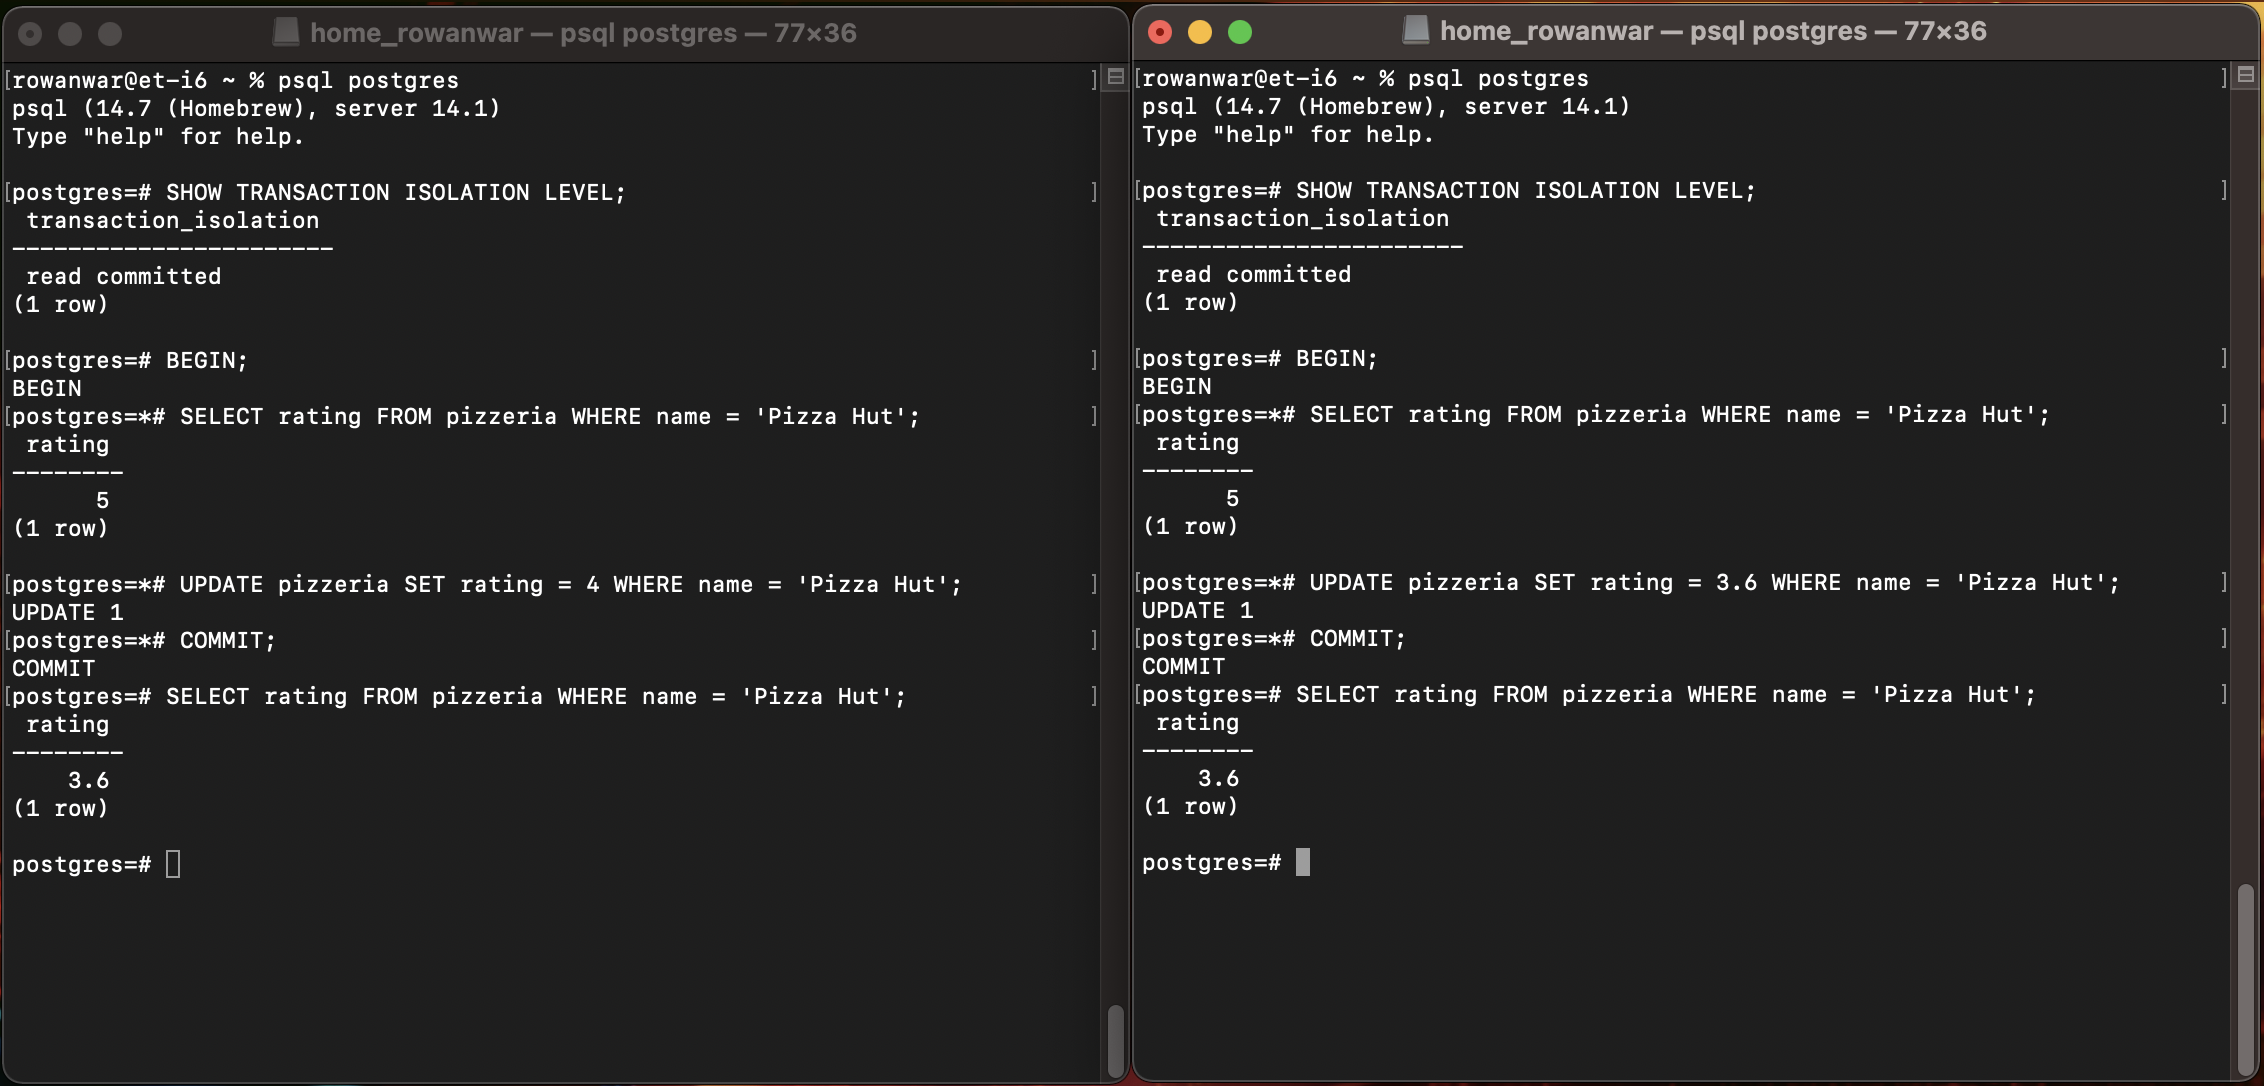 home_rowanwar — psql postgres — 77×36
[rowanwar@et-i6 ~ % psql postgres ]
psql (14.7 (Homebrew), server 14.1)
Type "help" for help.
[postgres=# SHOW TRANSACTION ISOLATION LEVEL; ]
transaction_isolation
-----------------------
read committed
(1 row)
[postgres=# BEGIN; ]
BEGIN
[postgres=*# SELECT rating FROM pizzeria WHERE name = 'Pizza Hut'; ]
rating
--------
5
(1 row)
[postgres=*# UPDATE pizzeria SET rating = 4 WHERE name = 'Pizza Hut'; ]
UPDATE 1
[postgres=*# COMMIT; ]
COMMIT
[postgres=# SELECT rating FROM pizzeria WHERE name = 'Pizza Hut'; ]
rating
--------
3.6
(1 row)
postgres=#
home_rowanwar — psql postgres — 77×36
[rowanwar@et-i6 ~ % psql postgres ]
psql (14.7 (Homebrew), server 14.1)
Type "help" for help.
[postgres=# SHOW TRANSACTION ISOLATION LEVEL; ]
transaction_isolation
-----------------------
read committed
(1 row)
[postgres=# BEGIN; ]
BEGIN
[postgres=*# SELECT rating FROM pizzeria WHERE name = 'Pizza Hut'; ]
rating
--------
5
(1 row)
[postgres=*# UPDATE pizzeria SET rating = 3.6 WHERE name = 'Pizza Hut'; ]
UPDATE 1
[postgres=*# COMMIT; ]
COMMIT
[postgres=# SELECT rating FROM pizzeria WHERE name = 'Pizza Hut'; ]
rating
--------
3.6
(1 row)
postgres=#